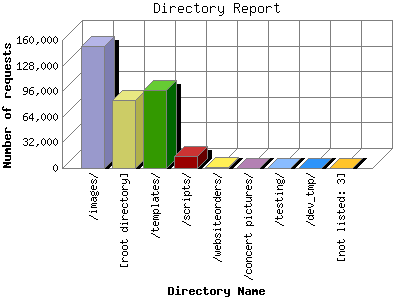 Directory Report
Number of requests
160,000
128,000
96,000
64,000
32,000
0
/images/
[root directory]
/templates/
/scripts/
/websiteorders/
/concert pictures/
/testing/
/dev_tmp/
[not listed: 3]
Directory Name